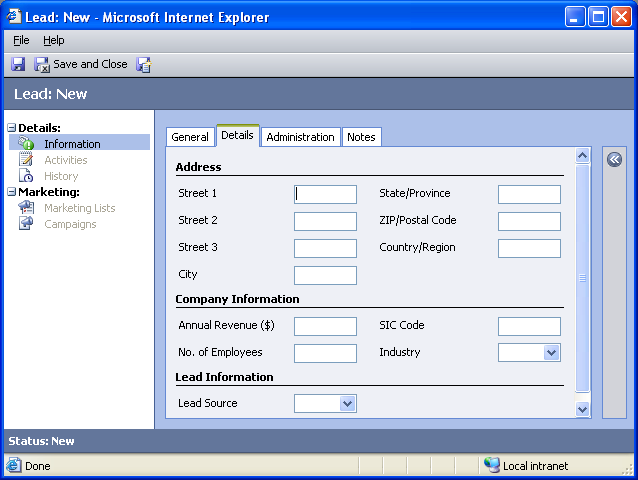 Lead: New - Microsoft Internet Explorer
File Help
Save and Close
Lead: New
Details:
Information
Activities
History
Marketing:
Marketing Lists
Campaigns
General Details Administration Notes
Address
Street 1 State/Province
Street 2 ZIP/Postal Code
Street 3 Country/Region
City
Company Information
Annual Revenue ($) SIC Code
No. of Employees Industry
Lead Information
Lead Source
Status: New
Done Local intranet